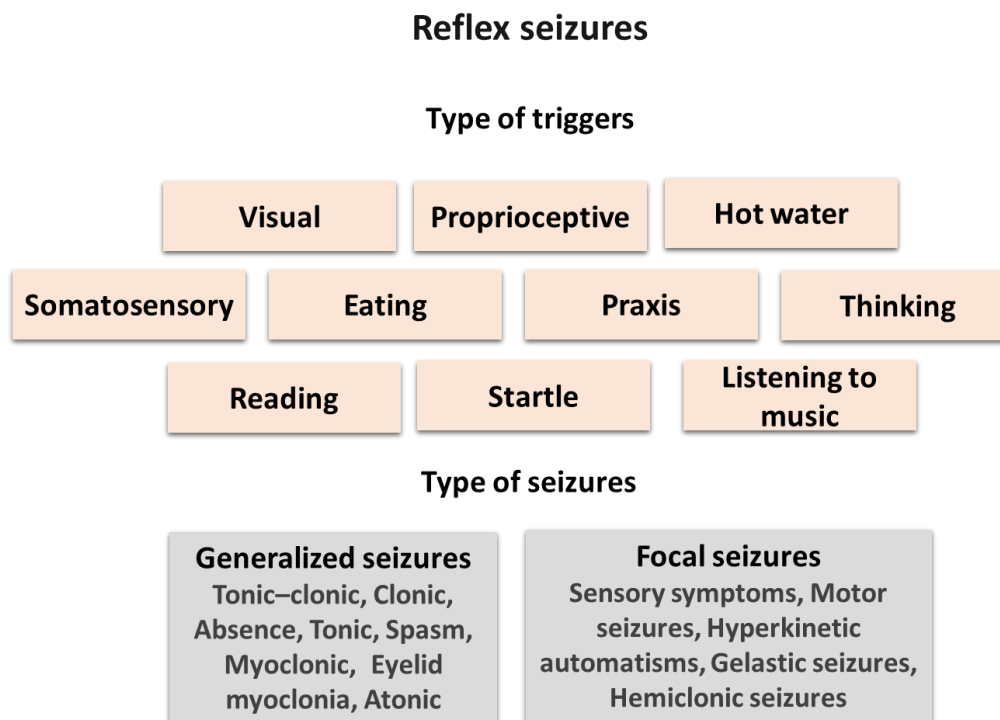 Reflex seizures
Type of triggers
Visual
Proprioceptive
Hot water
Somatosensory
Eating
Praxis
Thinking
Reading
Startle
Listening to
music
Type of seizures
Generalized seizures
Tonic–clonic, Clonic,
Absence, Tonic, Spasm,
Myoclonic, Eyelid
myoclonia, Atonic
Focal seizures
Sensory symptoms, Motor
seizures, Hyperkinetic
automatisms, Gelastic seizures,
Hemiclonic seizures